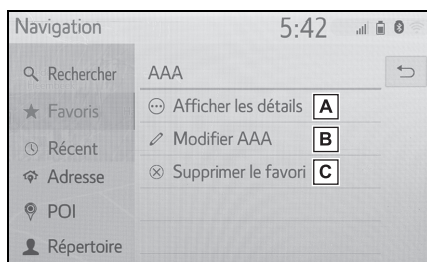 Navigation 5:42
Rechercher
Favoris
Récent
Adresse
POI
Répertoire
AAA
Afficher les détails A
Modifier AAA B
Supprimer le favori C